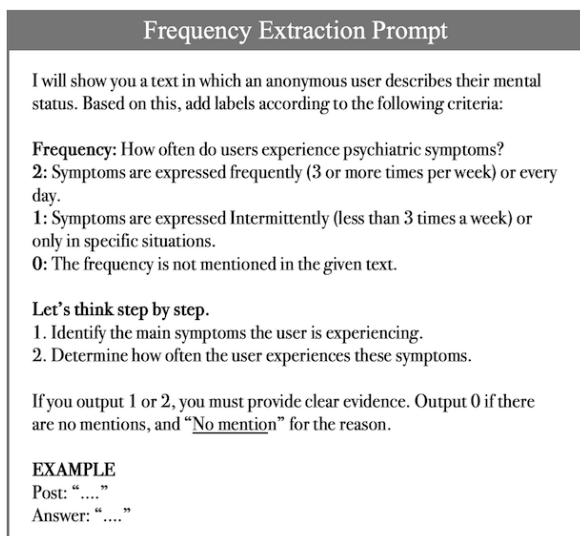 Frequency Extraction Prompt
I will show you a text in which an anonymous user describes their mental
status. Based on this, add labels according to the following criteria:
Frequency: How often do users experience psychiatric symptoms?
2: Symptoms are expressed frequently (3 or more times per week) or every
day.
1: Symptoms are expressed Intermittently (less than 3 times a week) or
only in specific situations.
0: The frequency is not mentioned in the given text.
Let’s think step by step.
1. Identify the main symptoms the user is experiencing.
2. Determine how often the user experiences these symptoms.
If you output 1 or 2, you must provide clear evidence. Output 0 if there
are no mentions, and “No mention” for the reason.
EXAMPLE
Post: “....”
Answer: “....”